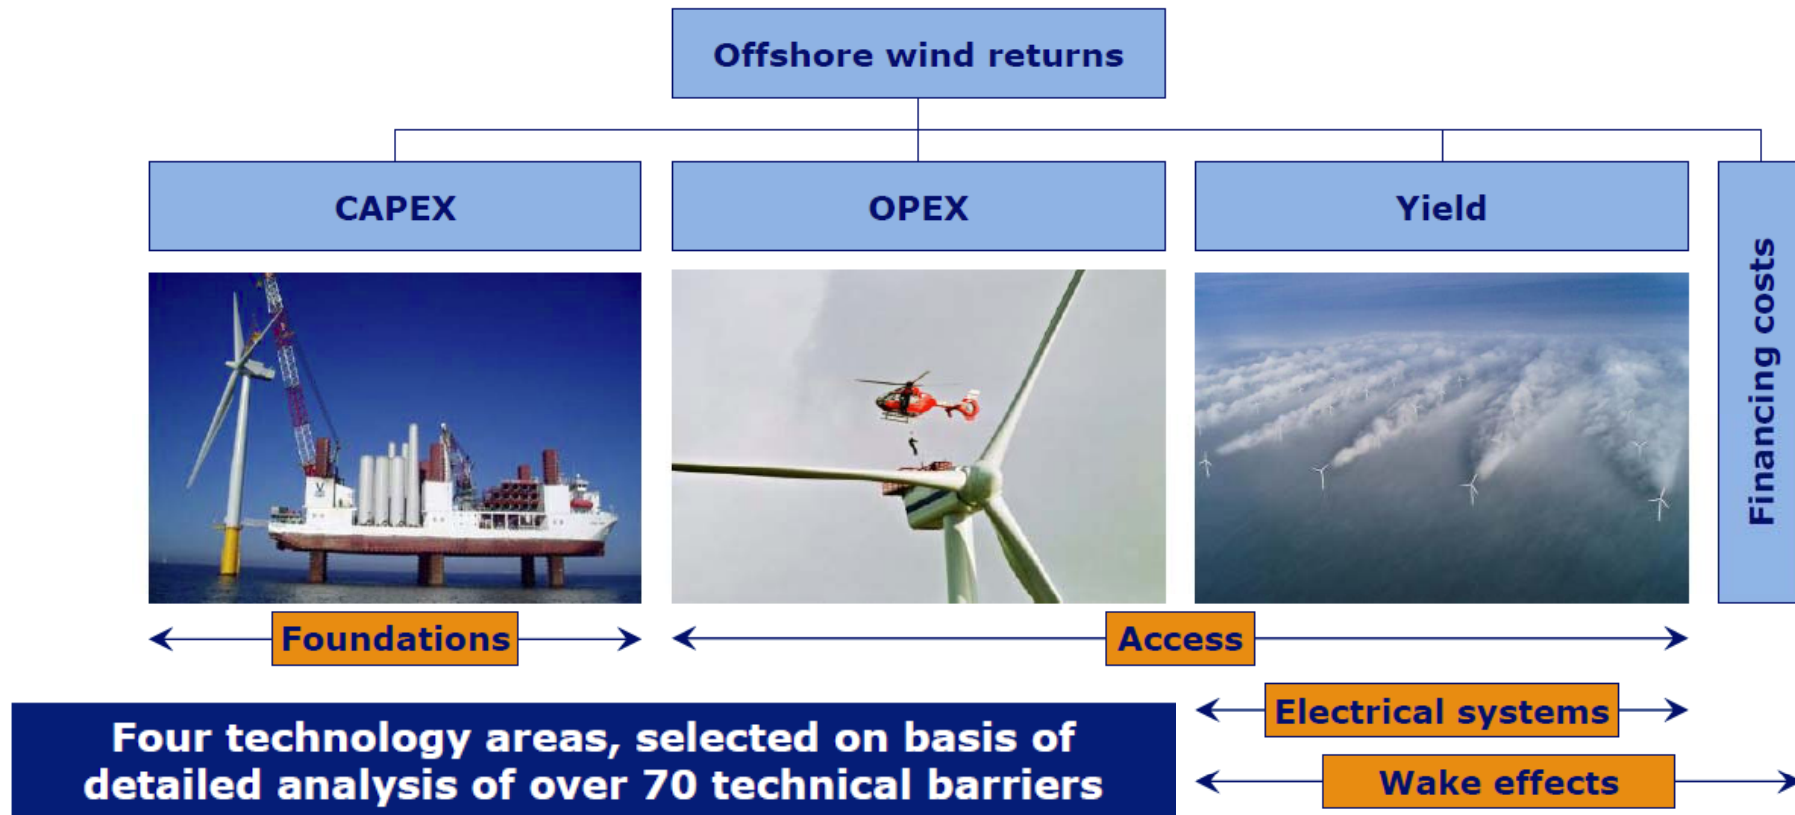 Offshore wind returns
CAPEX
OPEX
Yield
Financing costs
Foundations
Access
Electrical systems
Wake effects
Four technology areas, selected on basis of
detailed analysis of over 70 technical barriers